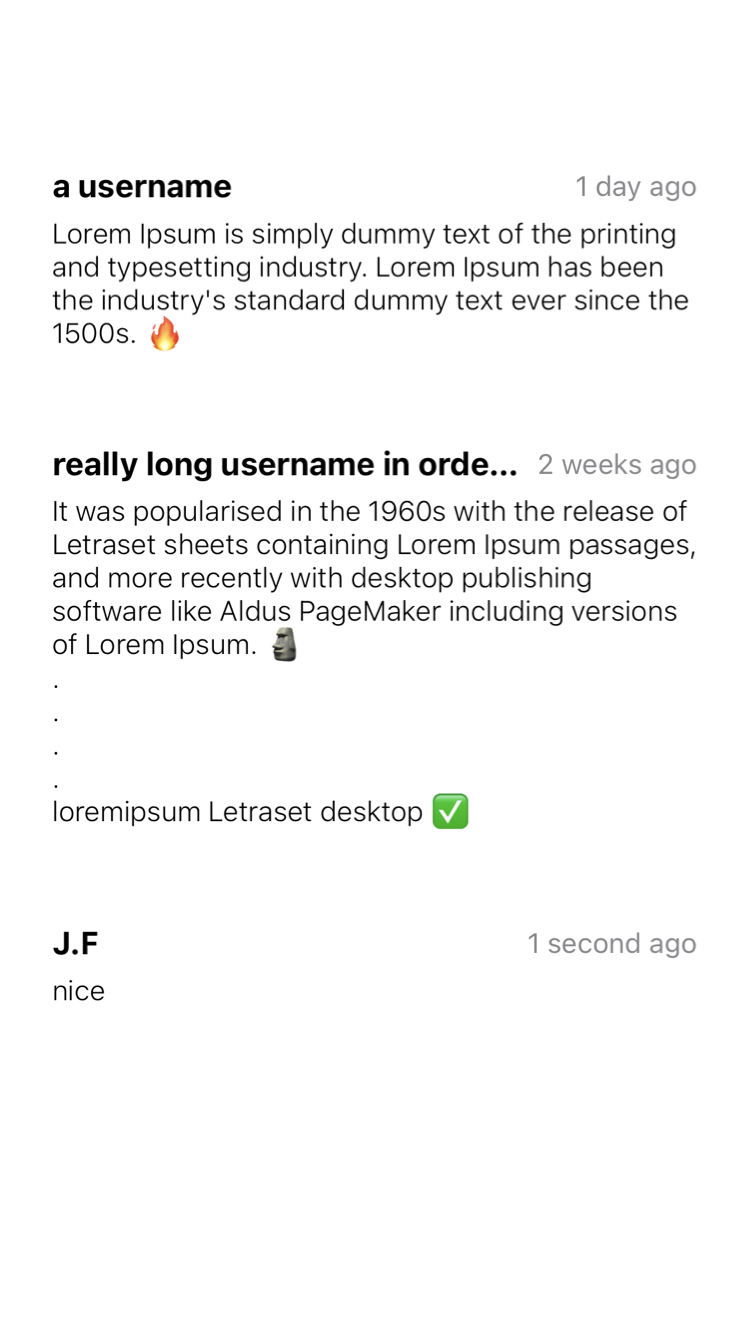 a username 1 day ago
Lorem Ipsum is simply dummy text of the printing
and typesetting industry. Lorem Ipsum has been
the industry's standard dummy text ever since the
1500s. 🔥
really long username in orde... 2 weeks ago
It was popularised in the 1960s with the release of
Letraset sheets containing Lorem Ipsum passages,
and more recently with desktop publishing
software like Aldus PageMaker including versions
of Lorem Ipsum. 🗿
.
.
.
.
loremipsum Letraset desktop ✅
J.F 1 second ago
nice